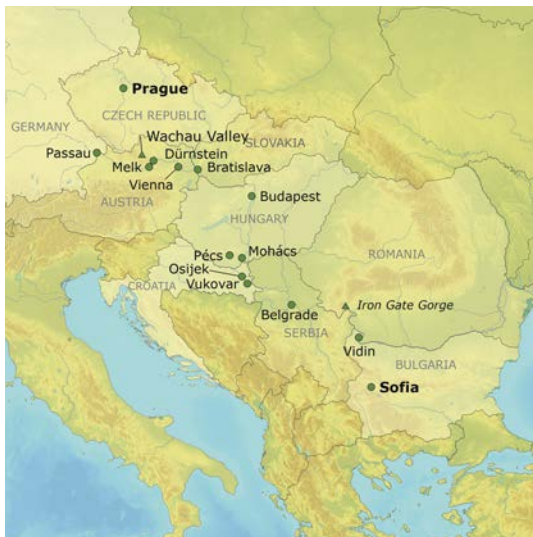 Prague
CZECH REPUBLIC
GERMANY
Wachau Valley
SLOVAKIA
Passau
Dürnstein
Melk
Bratislava
Vienna
AUSTRIA
Budapest
HUNGARY
Pécs
Mohács
ROMANIA
Osijek
CROATIA
Vukovar
Iron Gate Gorge
Belgrade
SERBIA
Vidin
BULGARIA
Sofia